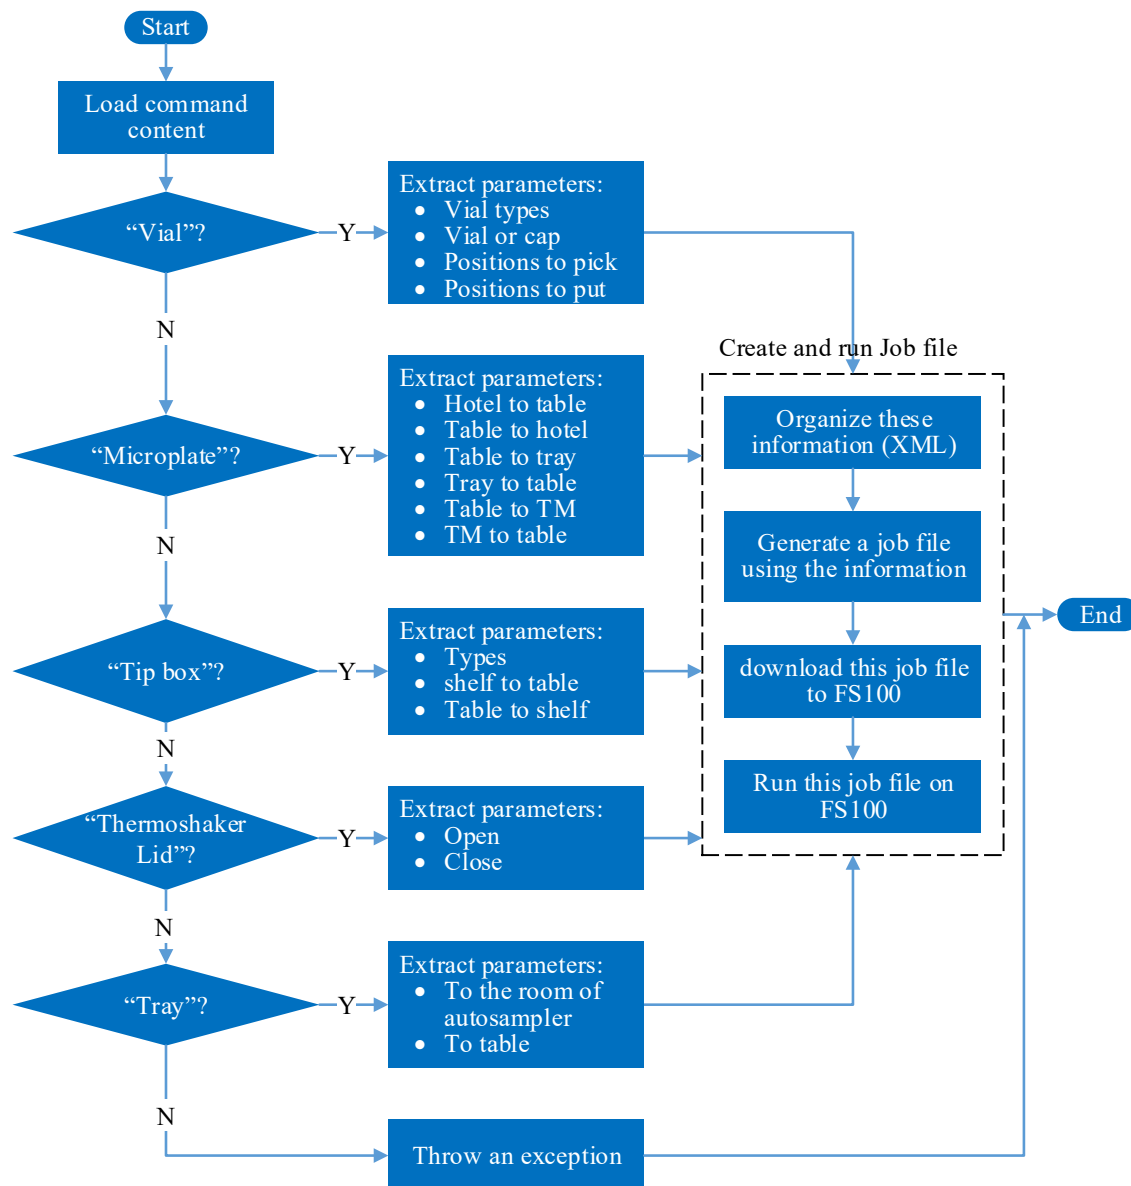 Start
Load command
content
“Vial”?
Y
Extract parameters:
• Vial types
• Vial or cap
• Positions to pick
• Positions to put
N
“Microplate”?
Y
Extract parameters:
• Hotel to table
• Table to hotel
• Table to tray
• Tray to table
• Table to TM
• TM to table
N
“Tip box”?
Y
Extract parameters:
• Types
• shelf to table
• Table to shelf
N
“Thermoshaker
Lid”?
Y
Extract parameters:
• Open
• Close
N
“Tray”?
Y
Extract parameters:
• To the room of
autosampler
• To table
N
Throw an exception
Create and run Job file
Organize these
information (XML)
Generate a job file
using the information
download this job file
to FS100
Run this job file on
FS100
End